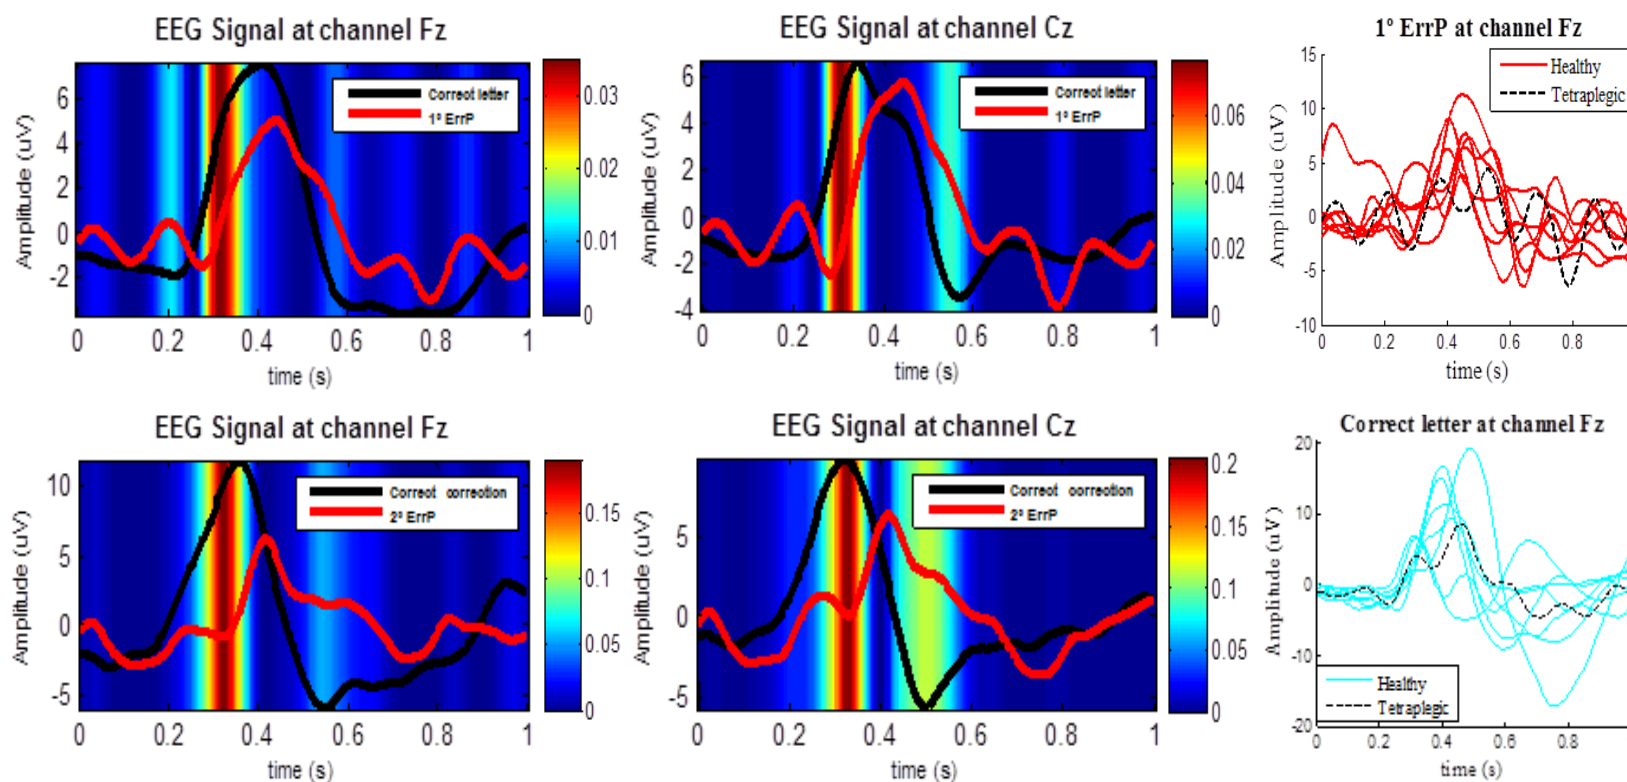 EEG Signal at channel Fz
Amplitude (uV)
6
4
2
0
-2
Correct letter
1º ErrP
0.03
0.02
0.01
0
0
0.2
0.4
0.6
0.8
1
time (s)
EEG Signal at channel Cz
Amplitude (uV)
6
4
2
0
-2
-4
Correct letter
1º ErrP
0.06
0.04
0.02
0
0
0.2
0.4
0.6
0.8
1
time (s)
1º ErrP at channel Fz
Amplitude (uV)
15
10
5
0
-5
-10
Healthy
Tetraplegic
0
0.2
0.4
0.6
0.8
time (s)
EEG Signal at channel Fz
Amplitude (uV)
10
5
0
-5
Correct correction
2º ErrP
0.15
0.1
0.05
0
0
0.2
0.4
0.6
0.8
1
time (s)
EEG Signal at channel Cz
Amplitude (uV)
5
0
-5
Correct correction
2º ErrP
0.2
0.15
0.1
0.05
0
0
0.2
0.4
0.6
0.8
1
time (s)
Correct letter at channel Fz
Amplitude (uV)
20
10
0
-10
-20
Healthy
Tetraplegic
0
0.2
0.4
0.6
0.8
time (s)